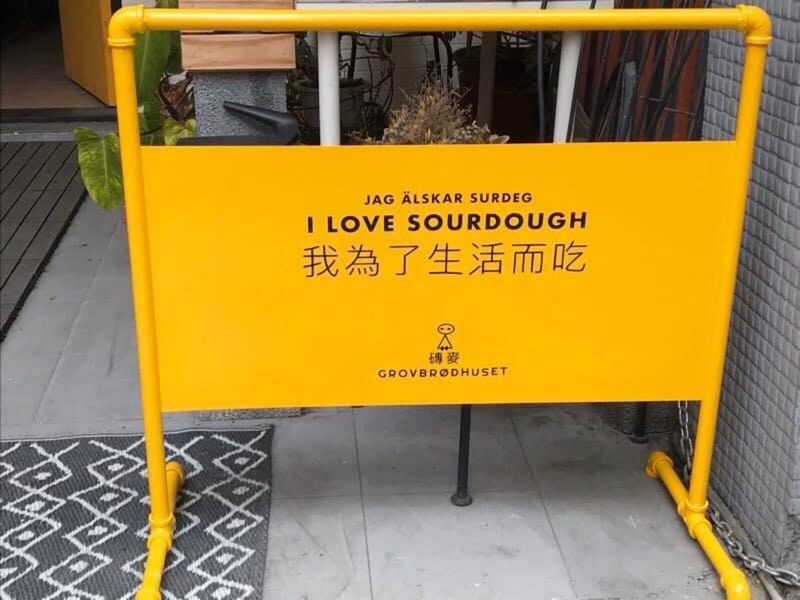 JAG ÄLSKAR SURDEG
I LOVE SOURDOUGH
我為了生活而吃
磚麥
GROVBRØDHUSET